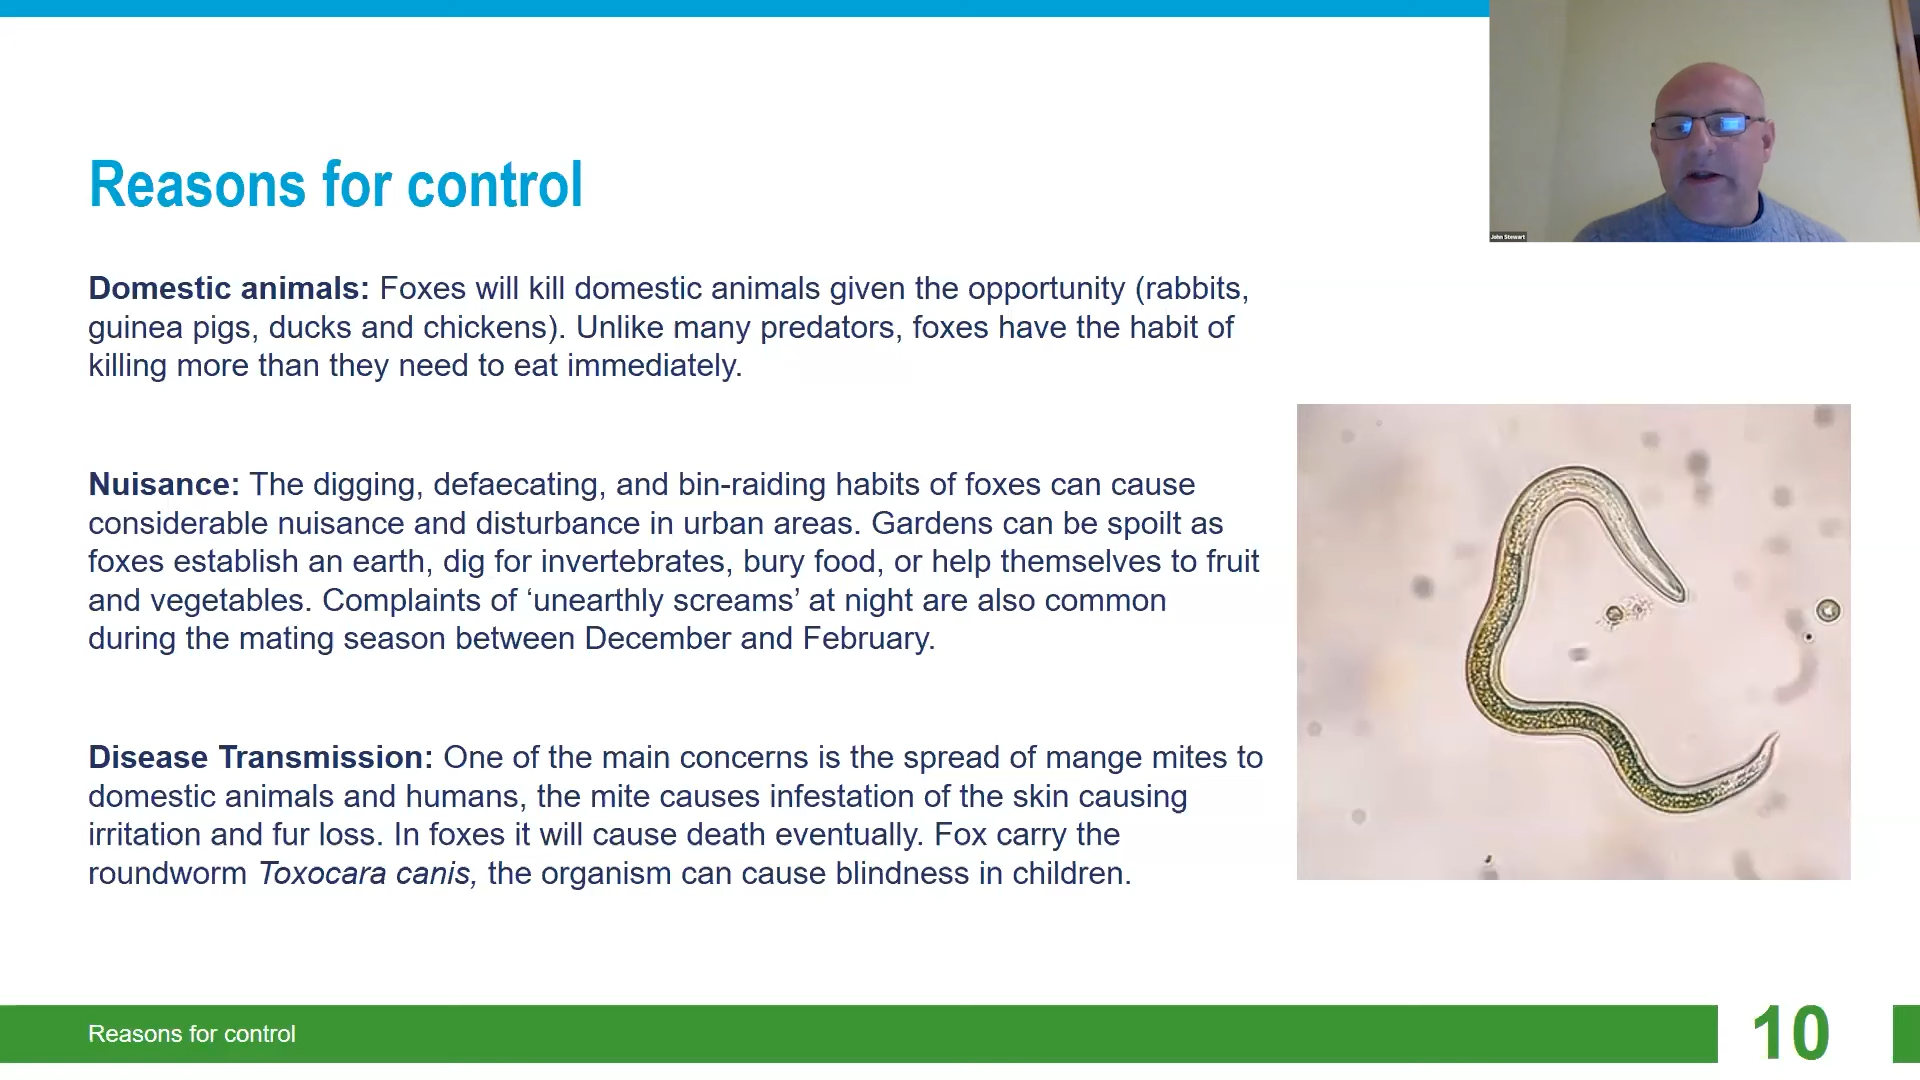 John Stewart
Reasons for control
Domestic animals: Foxes will kill domestic animals given the opportunity (rabbits,
guinea pigs, ducks and chickens). Unlike many predators, foxes have the habit of
killing more than they need to eat immediately.
Nuisance: The digging, defaecating, and bin-raiding habits of foxes can cause
considerable nuisance and disturbance in urban areas. Gardens can be spoilt as
foxes establish an earth, dig for invertebrates, bury food, or help themselves to fruit
and vegetables. Complaints of ‘unearthly screams’ at night are also common
during the mating season between December and February.
Disease Transmission: One of the main concerns is the spread of mange mites to
domestic animals and humans, the mite causes infestation of the skin causing
irritation and fur loss. In foxes it will cause death eventually. Fox carry the
roundworm Toxocara canis, the organism can cause blindness in children.
Reasons for control
10